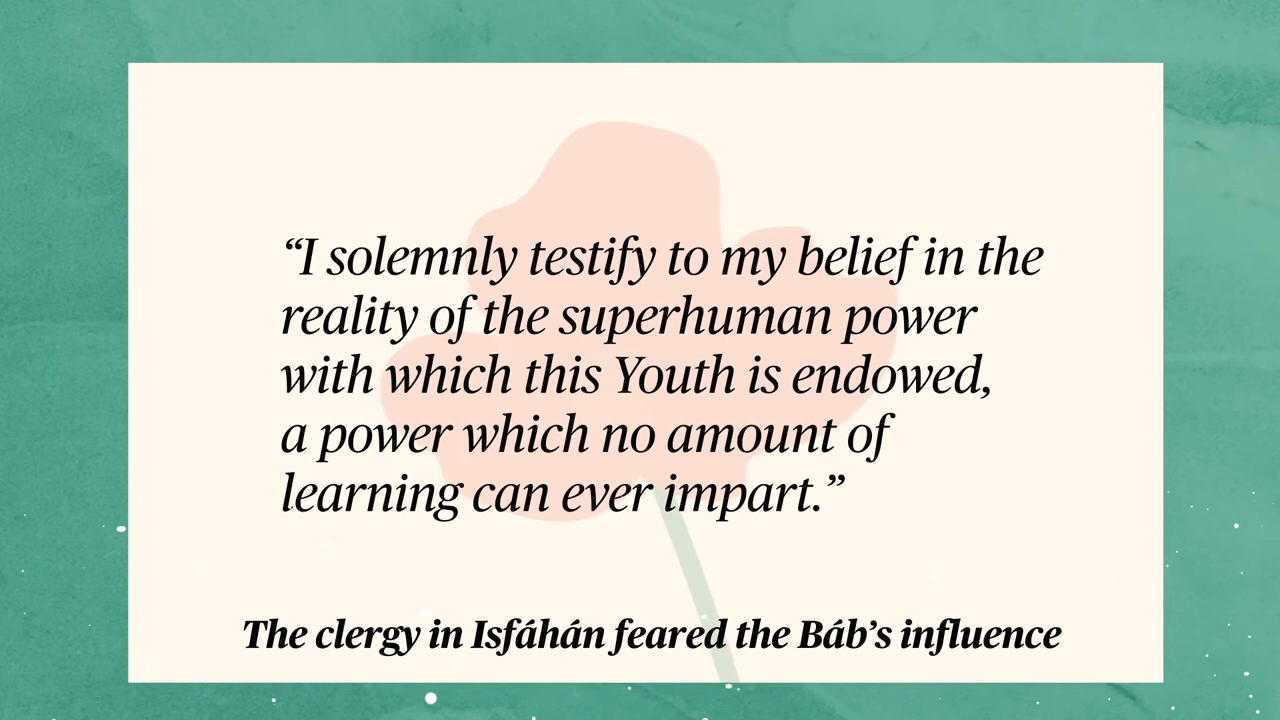 “I solemnly testify to my belief in the
reality of the superhuman power
with which this Youth is endowed,
a power which no amount of
learning can ever impart.”
The clergy in Isfáhán feared the Báb’s influence